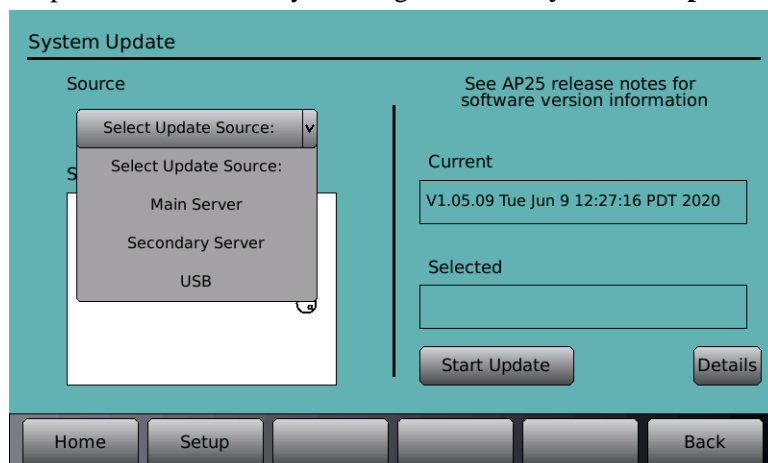 System Update
Source
Select Update Source:
Select Update Source:
Main Server
Secondary Server
USB
See AP25 release notes for
software version information
Current
V1.05.09 Tue Jun 9 12:27:16 PDT 2020
Selected
Start Update
Details
Home
Setup
Back